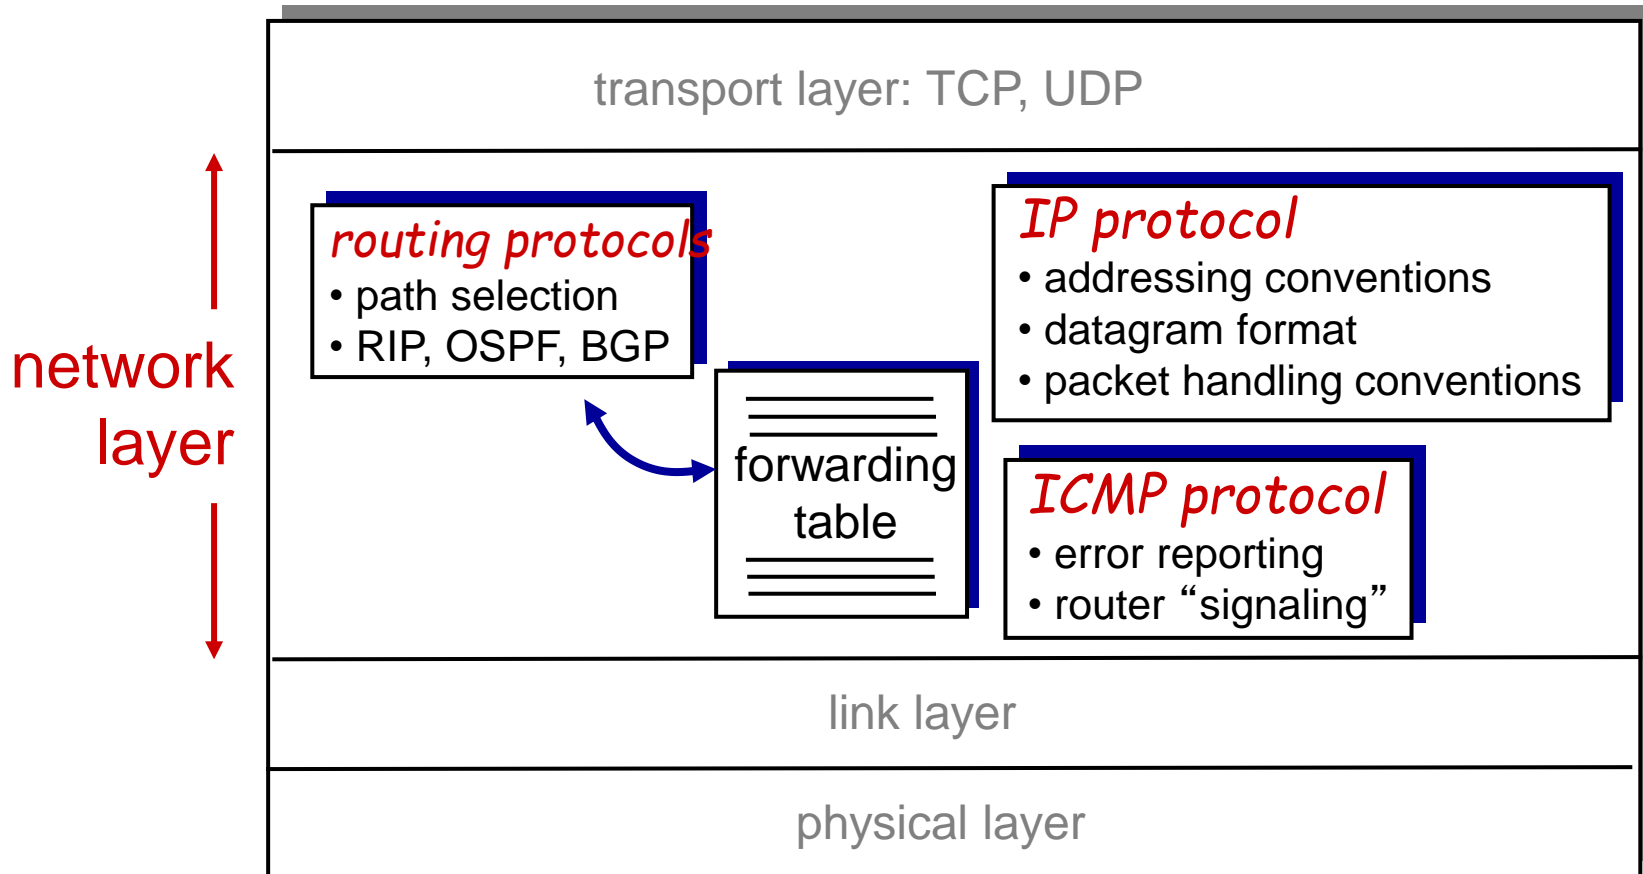 transport layer: TCP, UDP
network
layer
routing protocols
• path selection
• RIP, OSPF, BGP
forwarding
table
IP protocol
• addressing conventions
• datagram format
• packet handling conventions
ICMP protocol
• error reporting
• router “signaling”
link layer
physical layer